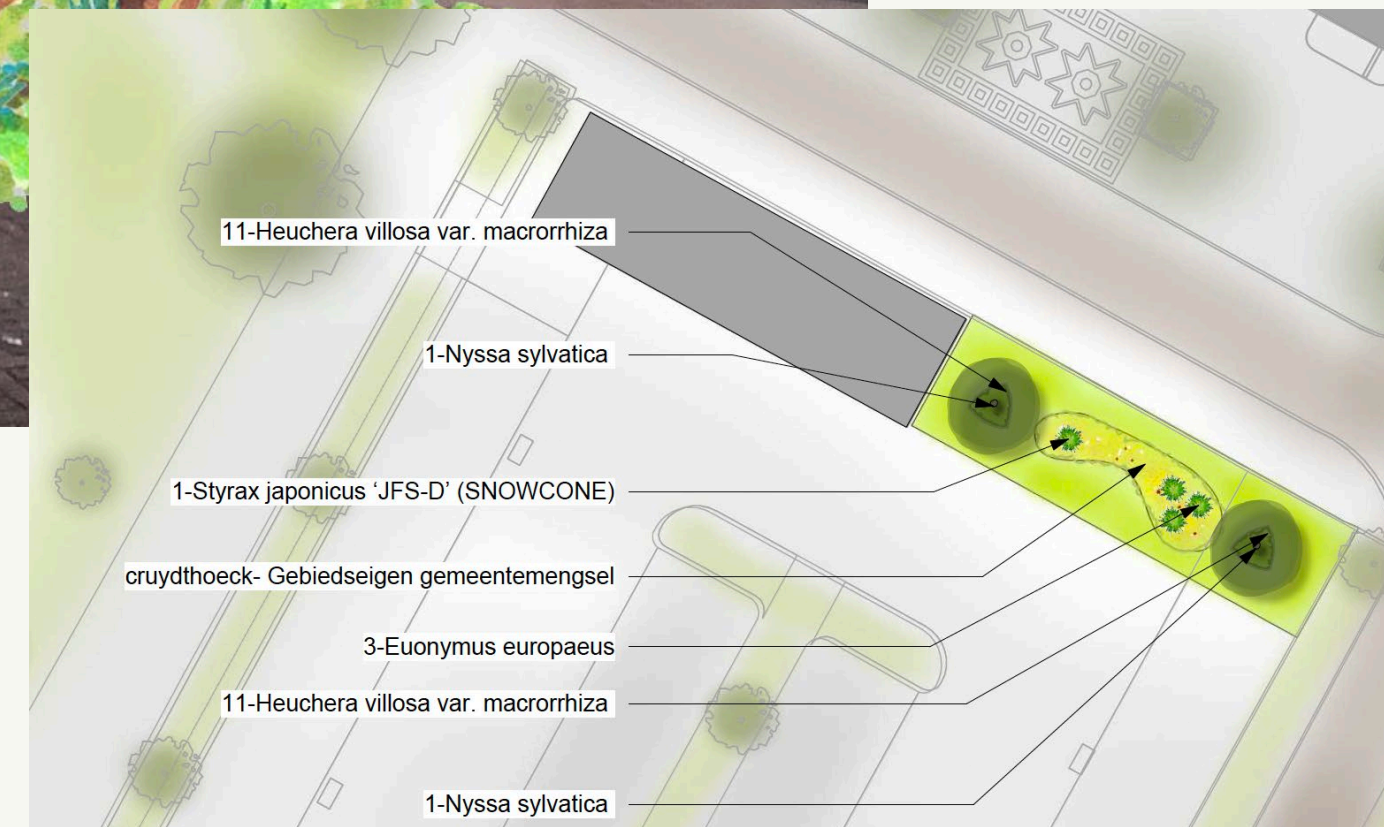 11-Heuchera villosa var. macrorrhiza
1-Nyssa sylvatica
1-Styrax japonicus ‘JFS-D’ (SNOWCONE)
cruydthoeck- Gebiedseigen gemeentemengsel
3-Euonymus europaeus
11-Heuchera villosa var. macrorrhiza
1-Nyssa sylvatica